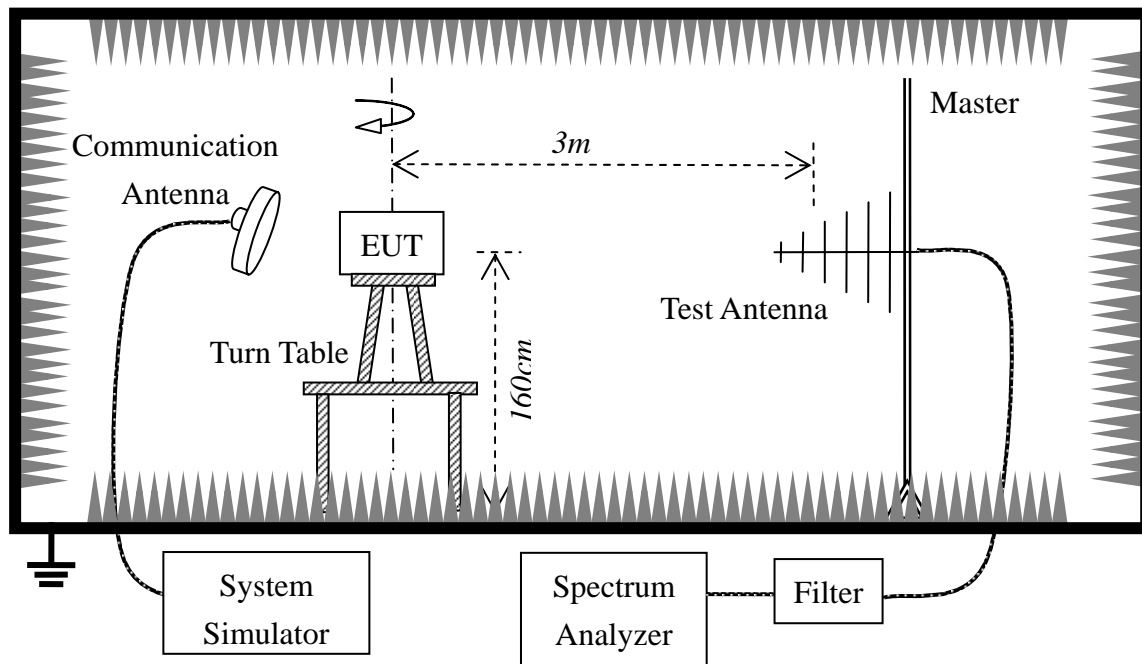 Master
3m
Communication
Antenna
EUT
Test Antenna
Turn Table
160cm
System
Simulator
Spectrum
Analyzer
Filter